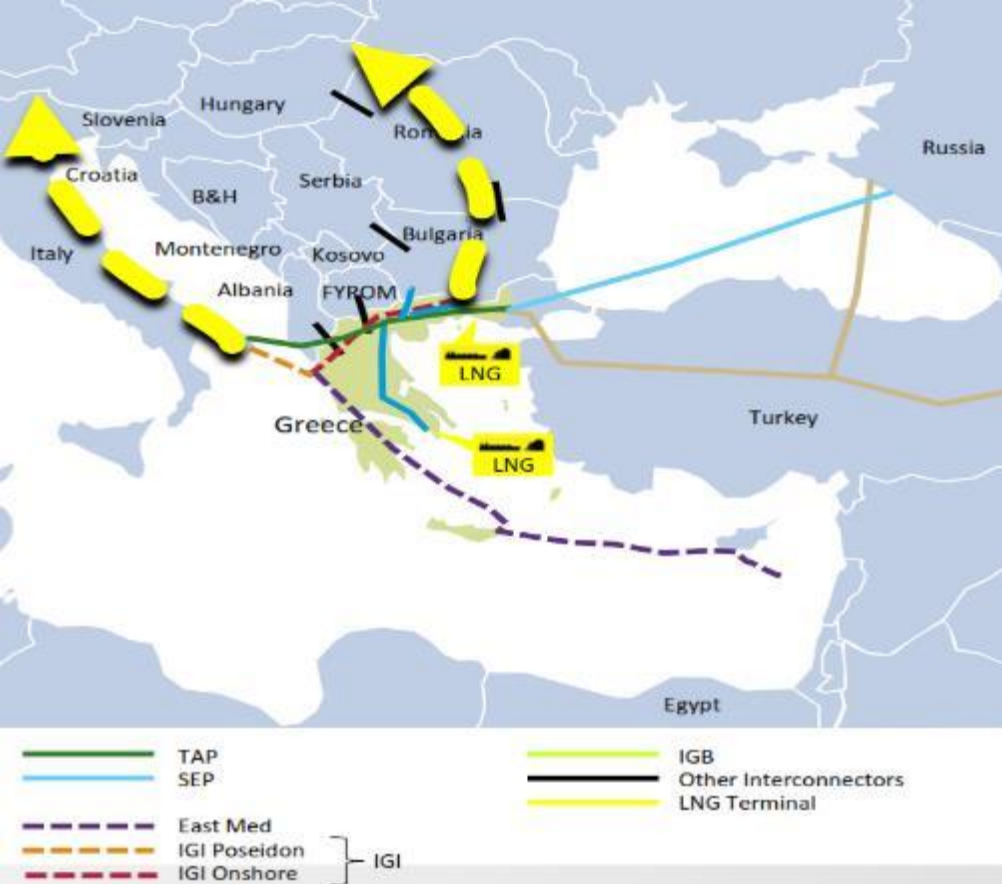 Hungary
Slovenia
Romania
Russia
Croatia
Serbia
B&H
Bulgaria
Italy
Montenegro
Kosovo
Albania
FYROM
LNG
Turkey
Greece
LNG
Egypt
TAP
SEP
East Med
IGI Poseidon
IGI Onshore
IGI
IGB
Other Interconnectors
LNG Terminal